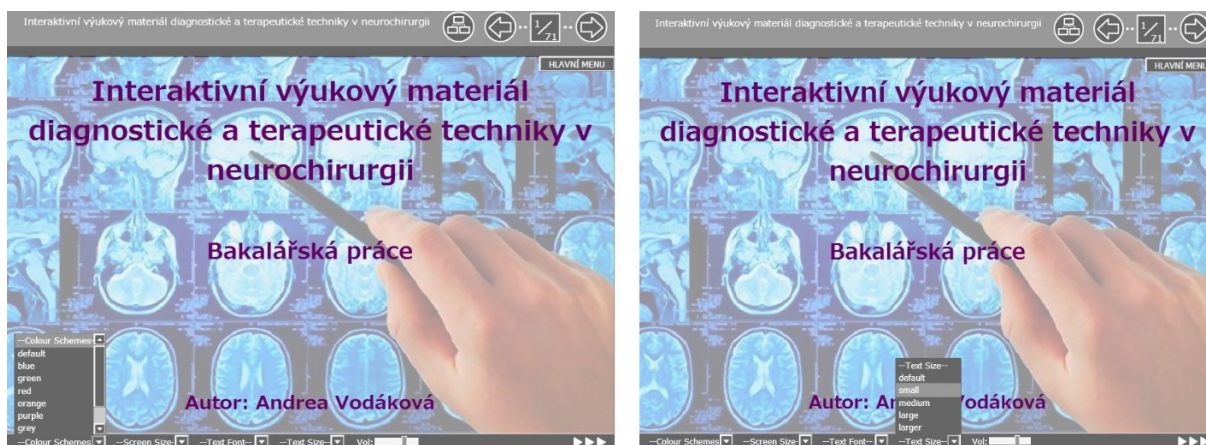 Interaktivní výukový materiál diagnostické a terapeutické techniky v neurochirurgii
1/71
HLAVNÍ MENU
Interaktivní výukový materiál
diagnostické a terapeutické techniky v
neurochirurgii
Bakalářská práce
--Colour Schemes-
default
blue
green
red
orange
purple
grey
Autor: Andrea Vodáková
--Colour Schemes --Screen Size- --Text Font-- --Text Size-- Vol:
Interaktivní výukový materiál diagnostické a terapeutické techniky v neurochirurgii
1/71
HLAVNÍ MENU
Interaktivní výukový materiál
diagnostické a terapeutické techniky v
neurochirurgii
Bakalářská práce
--Text Size--
default
small
medium
large
larger
Autor: A Vodáková
--Colour Schemes --Screen Size- --Text Font-- --Text Size-- Vol: